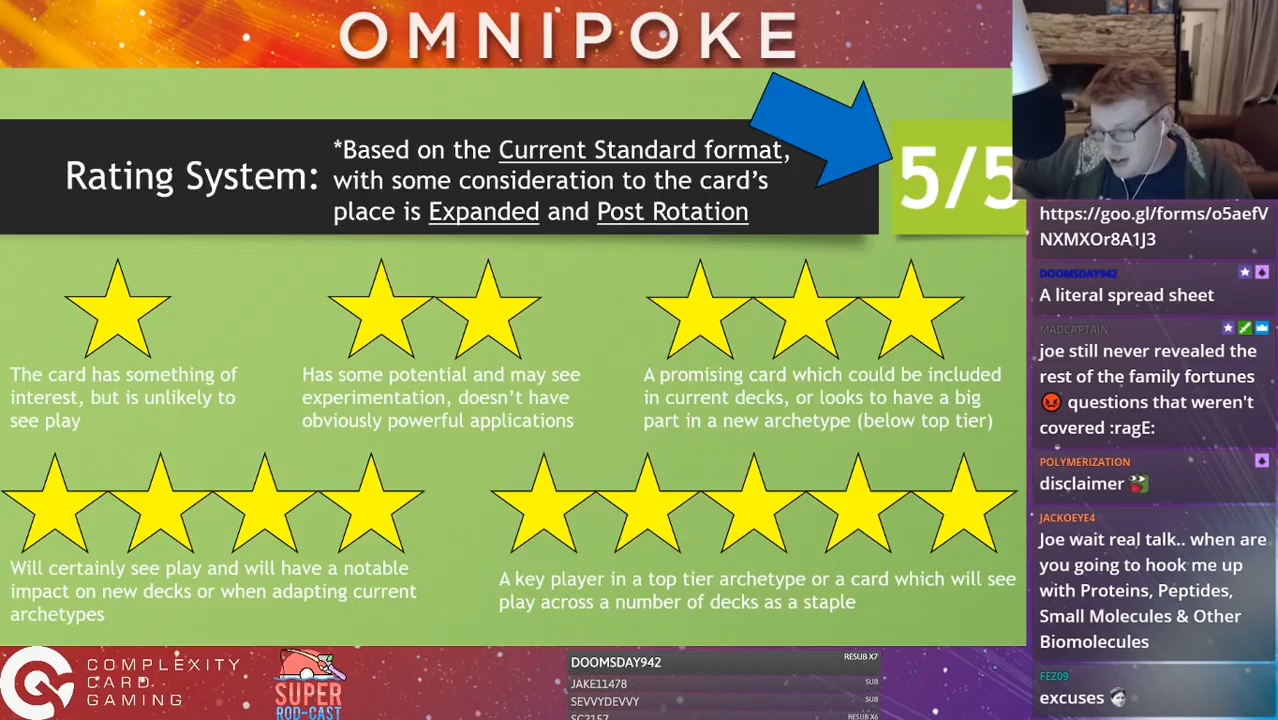 OMNIPOKE
Rating System:
*Based on the Current Standard format,
with some consideration to the card's
place is Expanded and Post Rotation
5/5
The card has something of
interest, but is unlikely to
see play
Has some potential and may see
experimentation, doesn't have
obviously powerful applications
A promising card which could be included
in current decks, or looks to have a big
part in a new archetype (below top tier)
Will certainly see play and will have a notable
impact on new decks or when adapting current
archetypes
A key player in a top tier archetype or a card which will see
play across a number of decks as a staple
https://goo.gl/forms/o5aefV
NXMXOr8A1J3
DOOMSDAY942
A literal spread sheet
MADCAPTAIN
joe still never revealed the
rest of the family fortunes
questions that weren't
covered :ragE:
POLYMERIZATION
disclaimer
JACKOEYE4
Joe wait real talk.. when are
you going to hook me up
with Proteins, Peptides,
Small Molecules & Other
Biomolecules
FEZ09
excuses
COMPLEXITY
CARD
GAMING
SUPER
ROD-CAST
DOOMSDAY942 RESUB X7
JAKE11478 SUB
SEVVYDEVVY SUB
SC2157 RESUB X6